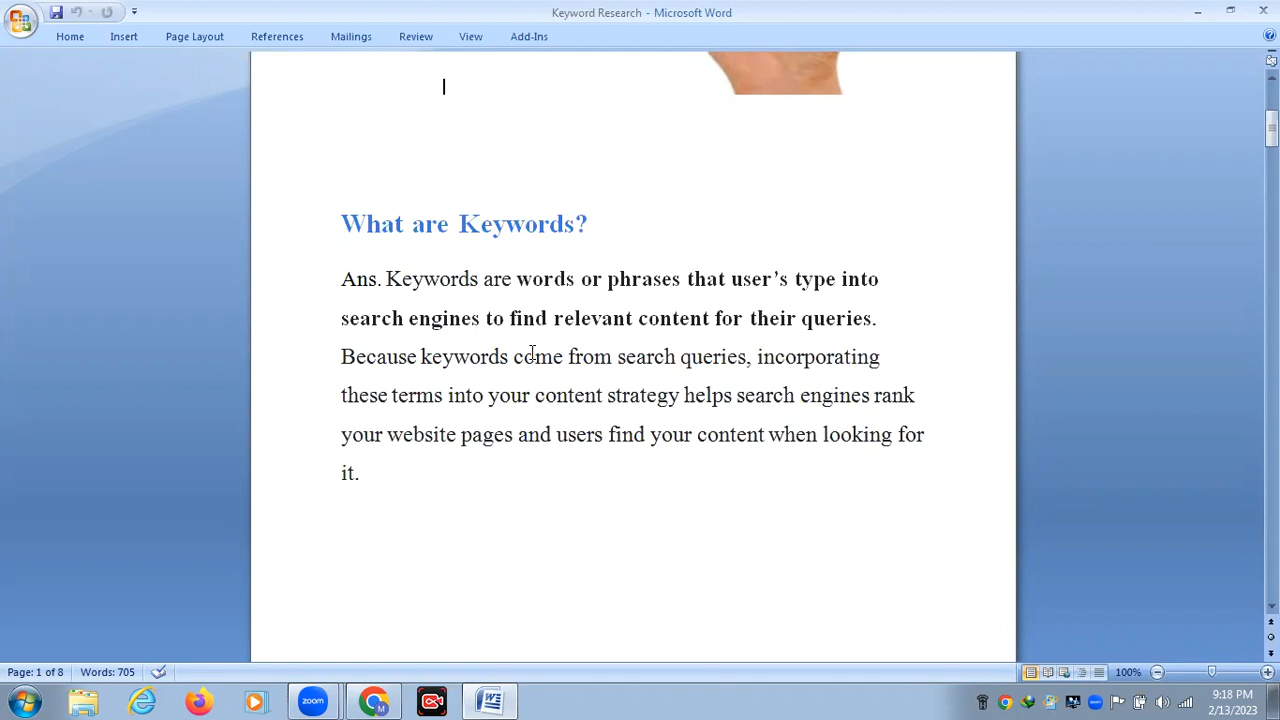 Keyword Research - Microsoft Word
Home Insert Page Layout References Mailings Review View Add-Ins
What are Keywords?
Ans. Keywords are words or phrases that user’s type into
search engines to find relevant content for their queries.
Because keywords come from search queries, incorporating
these terms into your content strategy helps search engines rank
your website pages and users find your content when looking for
it.
Page: 1 of 8 Words: 705 100%
zoom 9:18 PM
2/13/2023